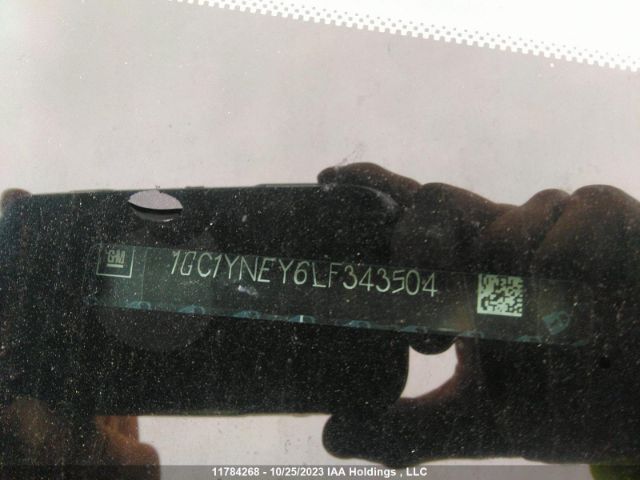 GM 1GC1YNEY6LF343504
11784268 - 10/25/2023 IAA Holdings , LLC